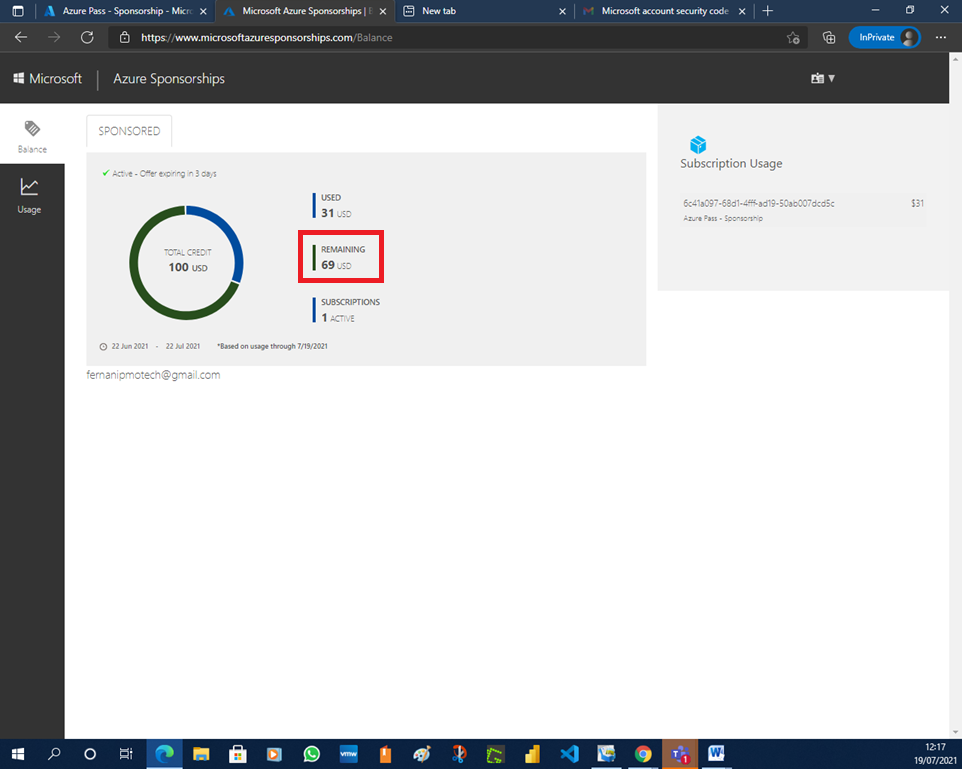 Azure Pass - Sponsorship - Micro
Microsoft Azure Sponsorships | B
New tab
Microsoft account security code
https://www.microsoftazuresponsorships.com/Balance
InPrivate
Microsoft
Azure Sponsorships
Balance
Usage
SPONSORED
Active - Offer expiring in 3 days
TOTAL CREDIT
100 USD
USED
31 USD
REMAINING
69 USD
SUBSCRIPTIONS
1 ACTIVE
22 Jun 2021 - 22 Jul 2021 *Based on usage through 7/19/2021
fernanipmotech@gmail.com
Subscription Usage
6c41a097-68d1-4fff-ad19-50ab007dcd5c $31
Azure Pass - Sponsorship
vmw
12:17
19/07/2021